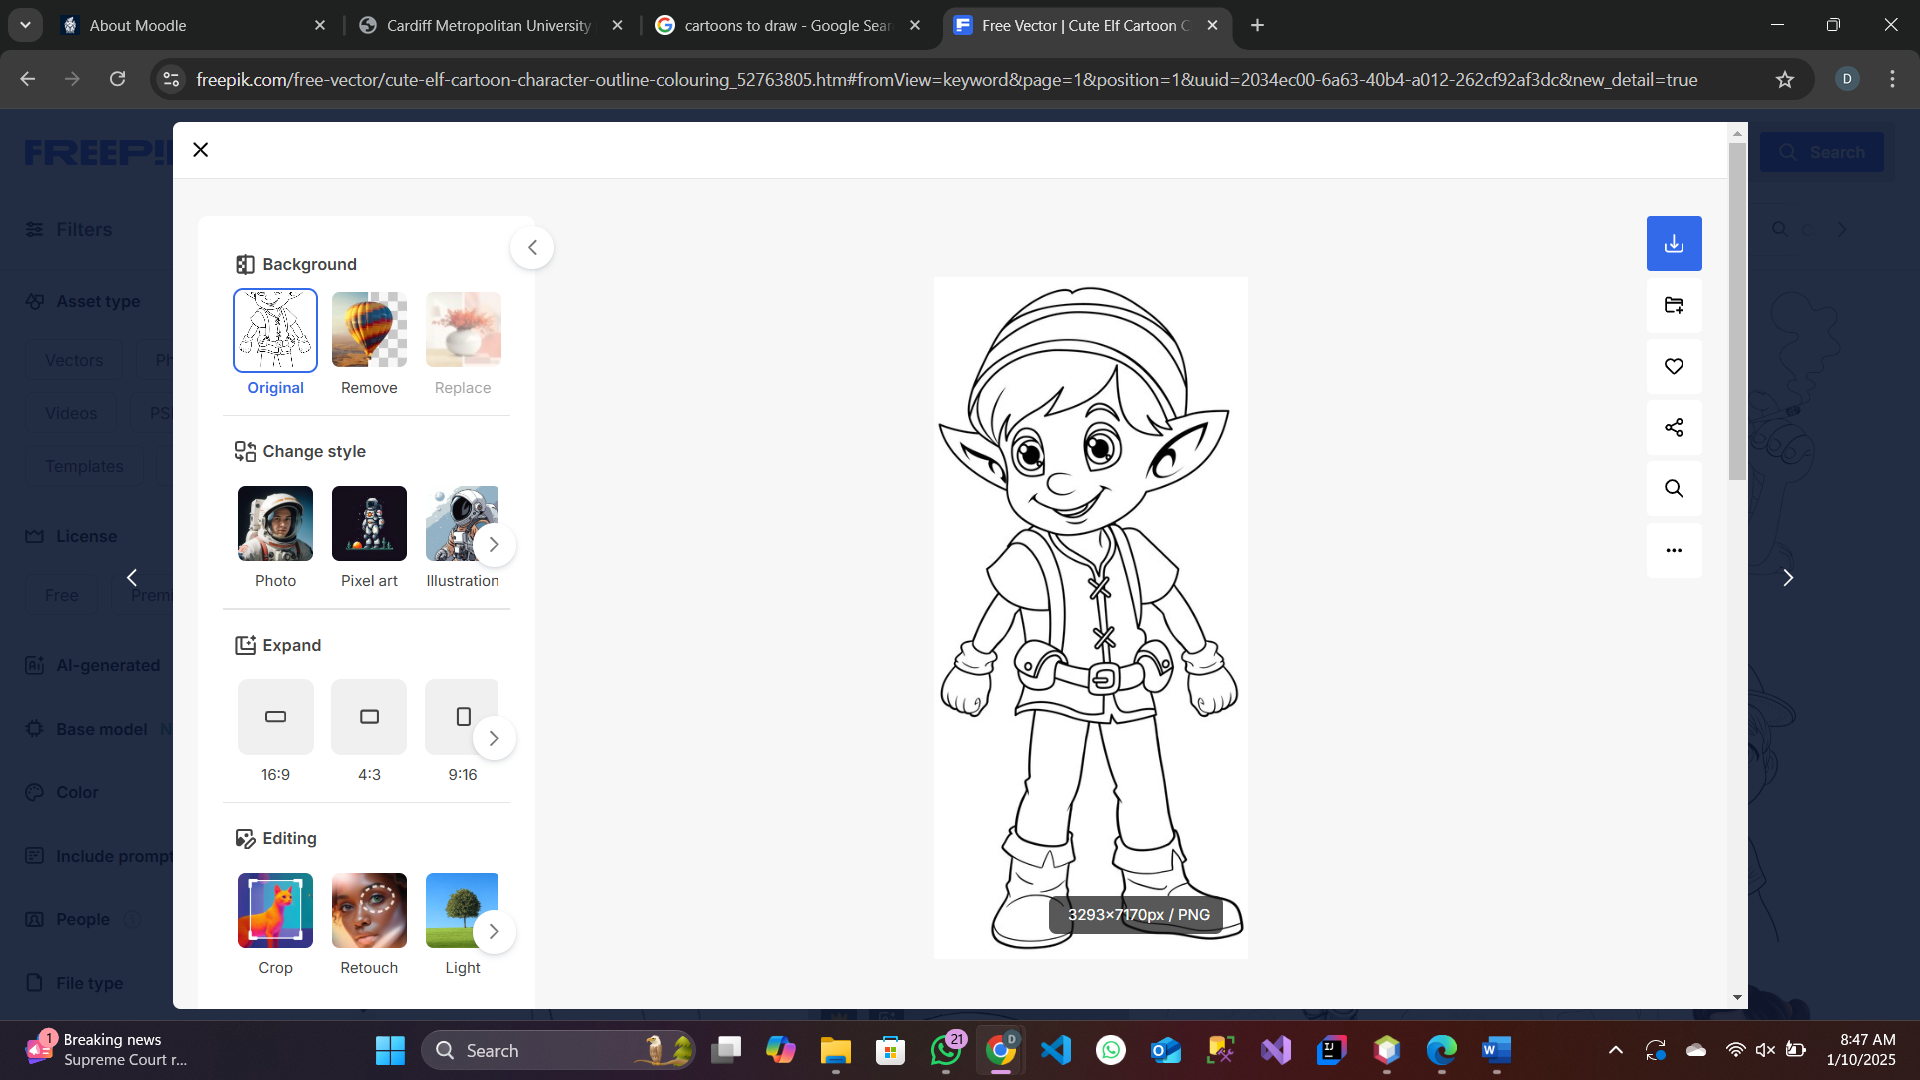 About Moodle
Cardiff Metropolitan University
cartoons to draw - Google Sear
Free Vector | Cute Elf Cartoon C
freepik.com/free-vector/cute-elf-cartoon-character-outline-colouring_52763805.htm#fromView=keyword&page=1&position=1&uuid=2034ec00-6a63-40b4-a012-262cf92af3dc&new_detail=true
D
FREEP!
Search
Filters
Asset type
Vectors
Ph
Videos
PS
Templates
License
Free
Premi
AI-generated
Base model N
Color
Include prompt
People
File type
Background
Original
Remove
Replace
Change style
Photo
Pixel art
Illustration
Expand
16:9
4:3
9:16
Editing
Crop
Retouch
Light
3293×7170px / PNG
1
Breaking news
Supreme Court r...
Search
21
D
8:47 AM
1/10/2025